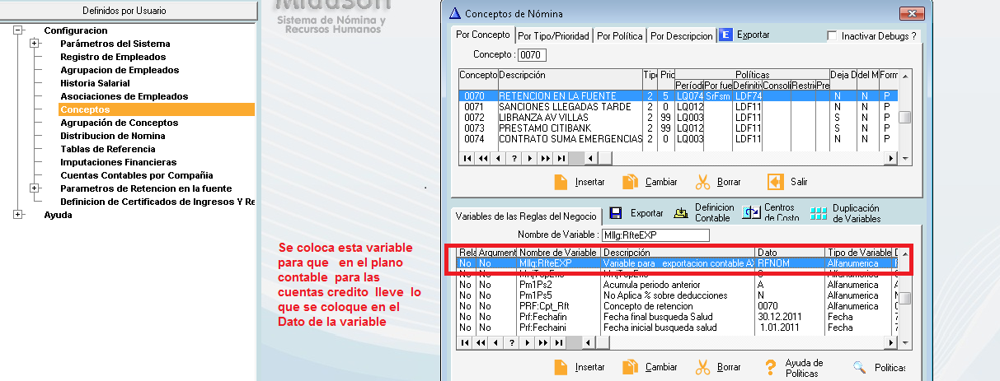 Definidos por Usuario
Configuracion
Parámetros del Sistema
Registro de Empleados
Agrupacion de Empleados
Historia Salarial
Asociaciones de Empleados
Conceptos
Agrupación de Conceptos
Distribucion de Nomina
Tablas de Referencia
Imputaciones Financieras
Cuentas Contables por Compañia
Parametros de Retencion en la fuente
Definicion de Certificados de Ingresos Y Re
Ayuda
MidaSoft
Sistema de Nómina y
Recursos Humanos
Se coloca esta variable
para que en el plano
contable para las
cuentas credito lleve lo
que se coloque en el
Dato de la variable
Conceptos de Nómina
Por Concepto Por Tipo/Prioridad Por Política Por Descripcion E Exportar Inactivar Debugs ?
Concepto : 0070
Concepto Descripción Tip Pric Políticas Deja D del M Form
Períodi Por fue Definitiv Consoli Restric Pre
0070 RETENCION EN LA FUENTE 2 5 LQ074 SrFsm LDF74 N N P
0071 SANCIONES LLEGADAS TARDE 2 0 LQ012 LDF11 N N P
0072 LIBRANZA AV VILLAS 2 99 LQ003 LDF11 S N P
0073 PRESTAMO CITIBANK 2 99 LQ012 LDF11 S N P
0074 CONTRATO SUMA EMERGENCIAS 2 0 LQ003 LDF11 N N P
Insertar Cambiar Borrar Salir
Variables de las Reglas del Negocio Exportar Definicion Contable Centros de Costo Duplicación de Variables
Nombre de Variable : Mllg:RfteEXP
Rela Argument Nombre de Variable Descripción Dato Tipo de Variable D
No No Mllg:RfteEXP Variable para exportacion contable AX RFNOM Alfanumerica
No No Pm1Ps2 Acumula periodo anterior A Alfanumerica A
No No Pm1Ps5 No Aplica % sobre deducciones N Alfanumerica N
No No PRF:Cpt_Rft Concepto de retencion 0070 Alfanumerica 0
No No Prf:Fechafin Fecha final busqueda Salud 30.12.2011 Fecha 7
No No Prf:Fechaini Fecha inicial busqueda salud 1.01.2011 Fecha 7
Insertar Cambiar Borrar Ayuda de Politicas Politicas